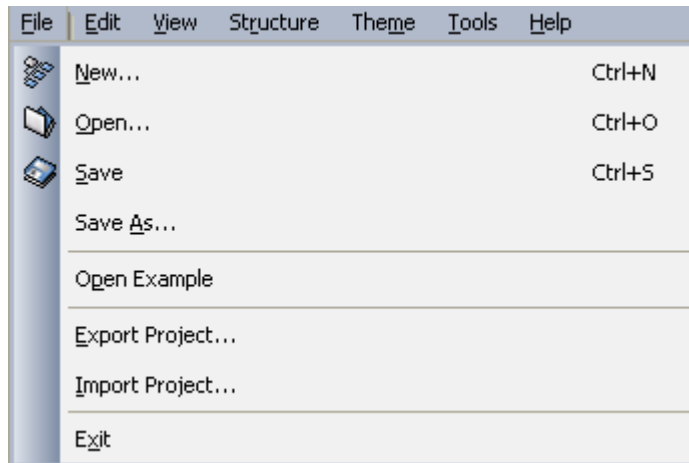 File Edit View Structure Theme Tools Help
New... Ctrl+N
Open... Ctrl+O
Save Ctrl+S
Save As...
Open Example
Export Project...
Import Project...
Exit